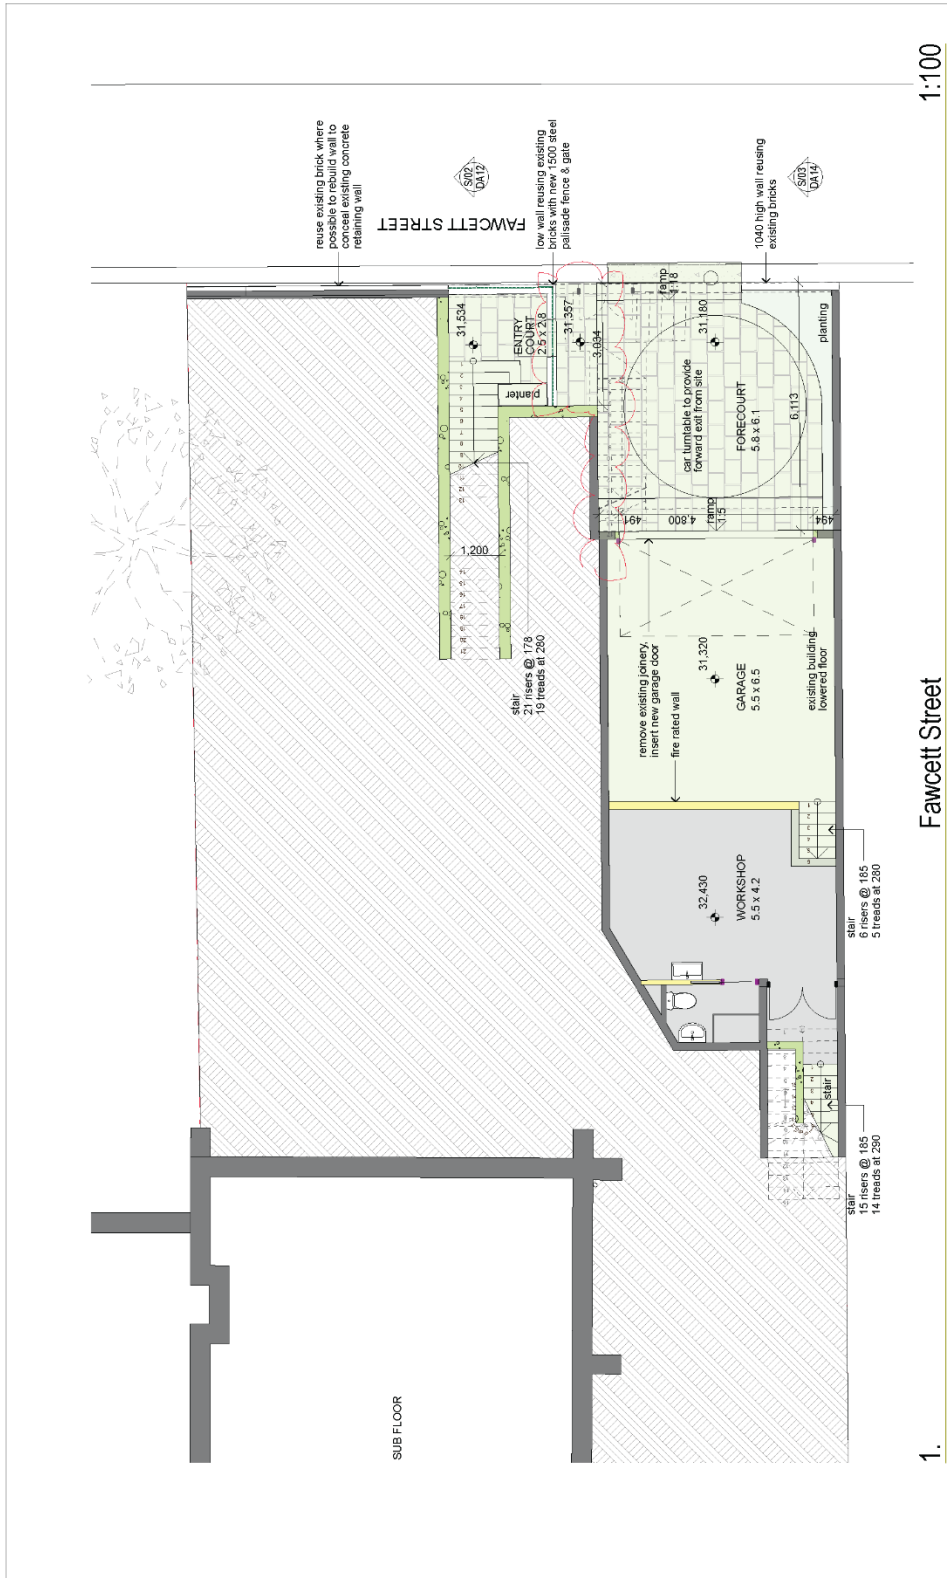 reuse existing brick where
possible to rebuild wall to
conceal existing concrete
retaining wall
S/02
DA12
FAWCETT STREET
low wall reusing existing
bricks with new 1500 steel
palisade fence & gate
1040 high wall reusing
existing bricks
S/03
DA14
31,534
ENTRY
COURT
2.5 x 2.8
31,357
planter
3,034
ramp
1:18
31,180
planting
car turntable to provide
forward exit from site
FORECOURT
5.8 x 6.1
6,113
491
4,800
494
ramp
1:5
1,200
stair
21 risers @ 178
19 treads at 280
remove existing joinery,
insert new garage door
fire rated wall
31,320
GARAGE
5.5 x 6.5
existing building
lowered floor
32,430
WORKSHOP
5.5 x 4.2
stair
6 risers @ 185
5 treads at 280
stair
stair
15 risers @ 185
14 treads at 290
SUB FLOOR
1.
Fawcett Street
1:100